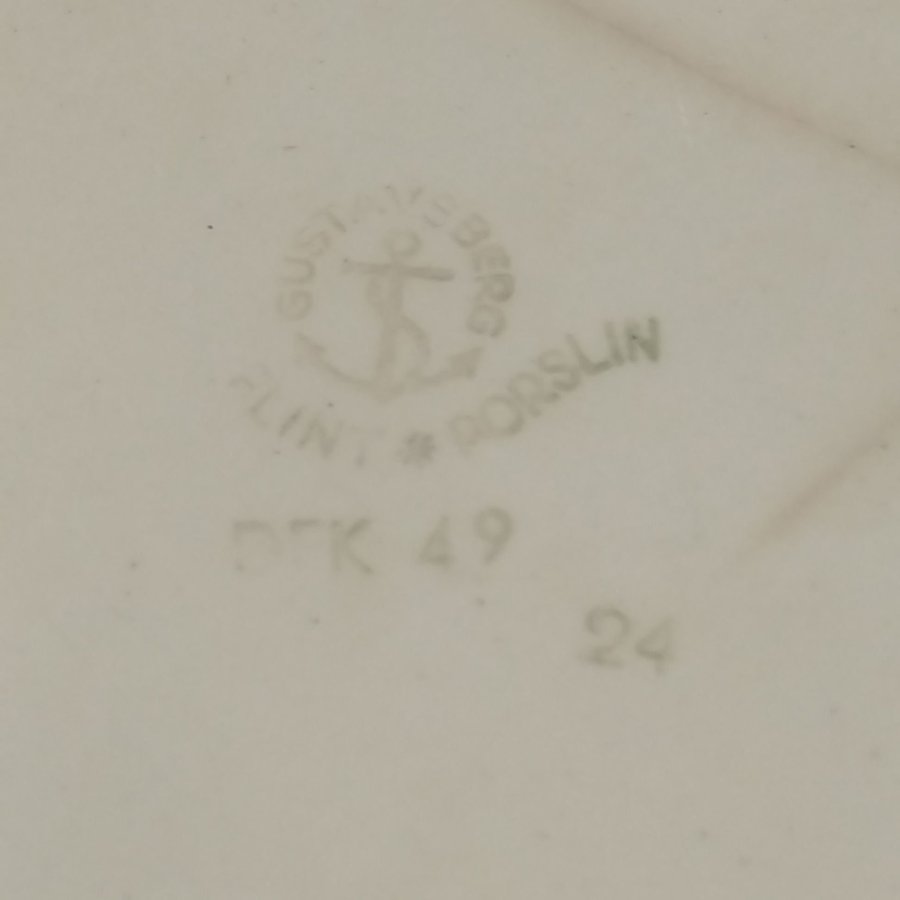 GUSTAVSBERG
FLINT * PORSLIN
K 49
24